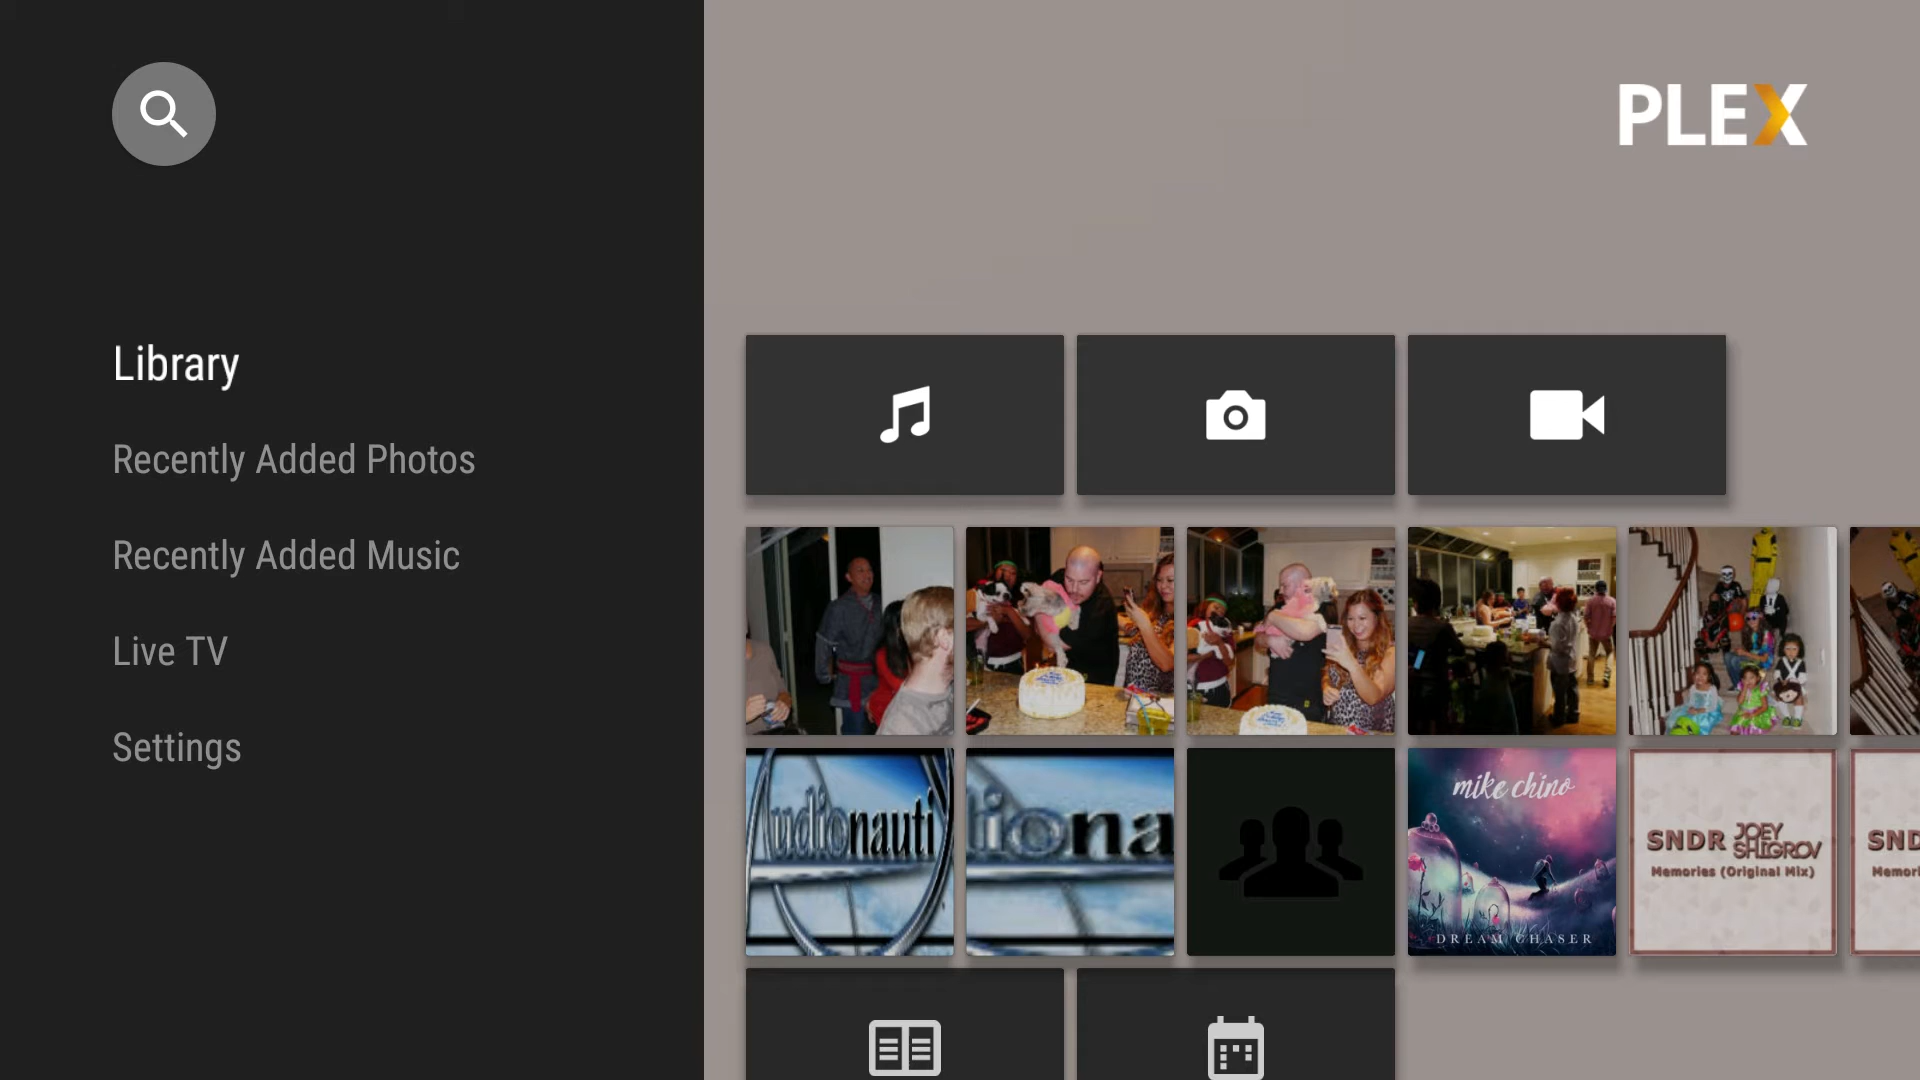 PLEX
Library
Recently Added Photos
Recently Added Music
Live TV
Settings
Audionauti
iona
mike chino
DREAM CHASER
SNDR JOEY SHIGROV
Memories (Original Mix)
SND
Memori